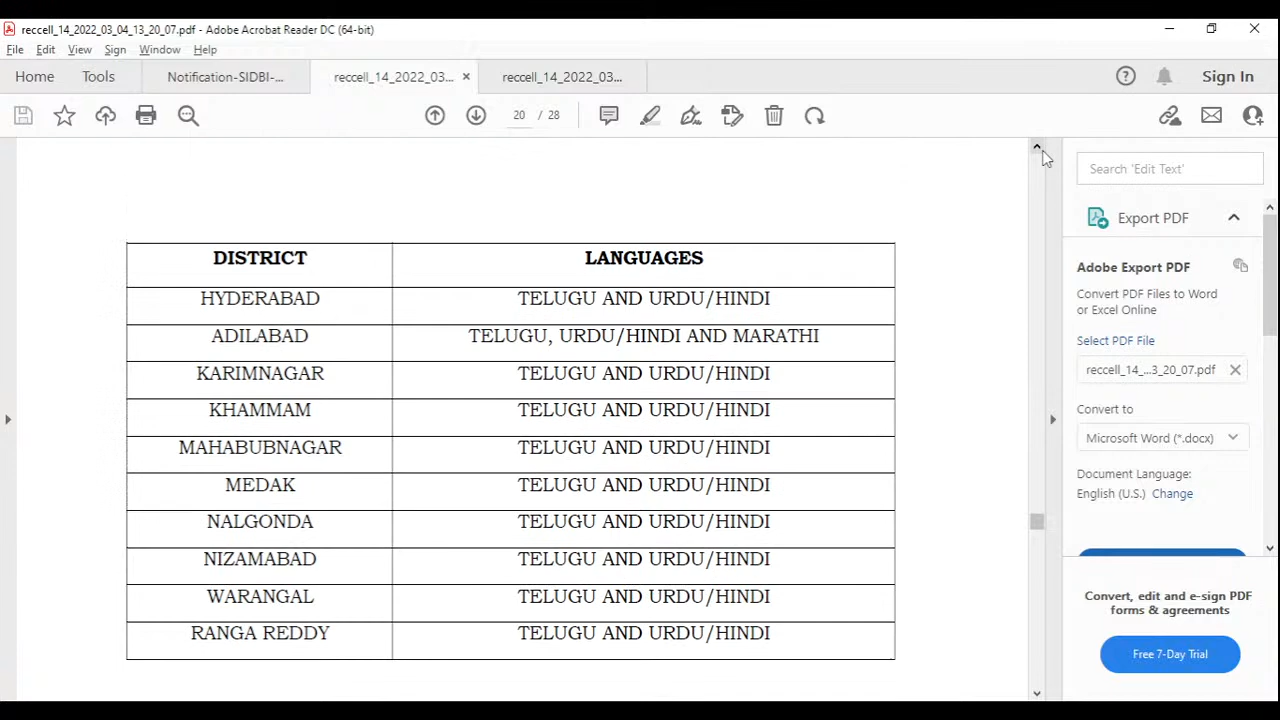 reccell_14_2022_03_04_13_20_07.pdf - Adobe Acrobat Reader DC (64-bit)
File Edit View Sign Window Help
Home Tools Notification-SIDBI-... reccell_14_2022_03... × reccell_14_2022_03... Sign In
20 / 28
Search 'Edit Text'
Export PDF
Adobe Export PDF
Convert PDF Files to Word
or Excel Online
Select PDF File
reccell_14_...3_20_07.pdf
Convert to
Microsoft Word (*.docx)
Document Language:
English (U.S.) Change
Convert, edit and e-sign PDF
forms & agreements
Free 7-Day Trial
DISTRICT LANGUAGES
HYDERABAD TELUGU AND URDU/HINDI
ADILABAD TELUGU, URDU/HINDI AND MARATHI
KARIMNAGAR TELUGU AND URDU/HINDI
KHAMMAM TELUGU AND URDU/HINDI
MAHABUBNAGAR TELUGU AND URDU/HINDI
MEDAK TELUGU AND URDU/HINDI
NALGONDA TELUGU AND URDU/HINDI
NIZAMABAD TELUGU AND URDU/HINDI
WARANGAL TELUGU AND URDU/HINDI
RANGA REDDY TELUGU AND URDU/HINDI